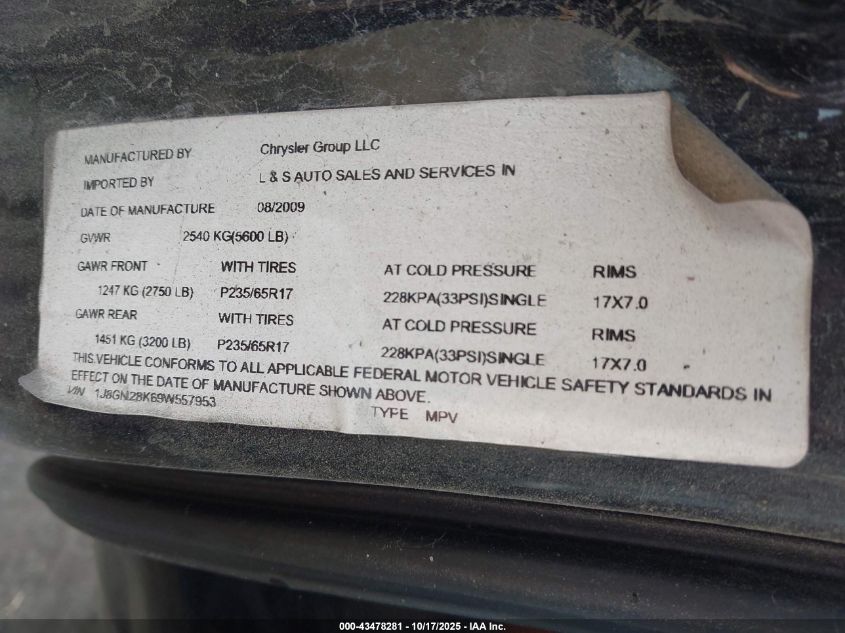 MANUFACTURED BY Chrysler Group LLC
IMPORTED BY L & S AUTO SALES AND SERVICES IN
DATE OF MANUFACTURE 08/2009
GVWR 2540 KG(5600 LB)
GAWR FRONT WITH TIRES AT COLD PRESSURE RIMS
1247 KG (2750 LB) P235/65R17 228KPA(33PSI)SINGLE 17X7.0
GAWR REAR WITH TIRES AT COLD PRESSURE RIMS
1451 KG (3200 LB) P235/65R17 228KPA(33PSI)SINGLE 17X7.0
THIS VEHICLE CONFORMS TO ALL APPLICABLE FEDERAL MOTOR VEHICLE SAFETY STANDARDS IN
EFFECT ON THE DATE OF MANUFACTURE SHOWN ABOVE.
VIN 1J8GN28K69W557953 TYPE MPV
000-43478281 - 10/17/2025 - IAA Inc.